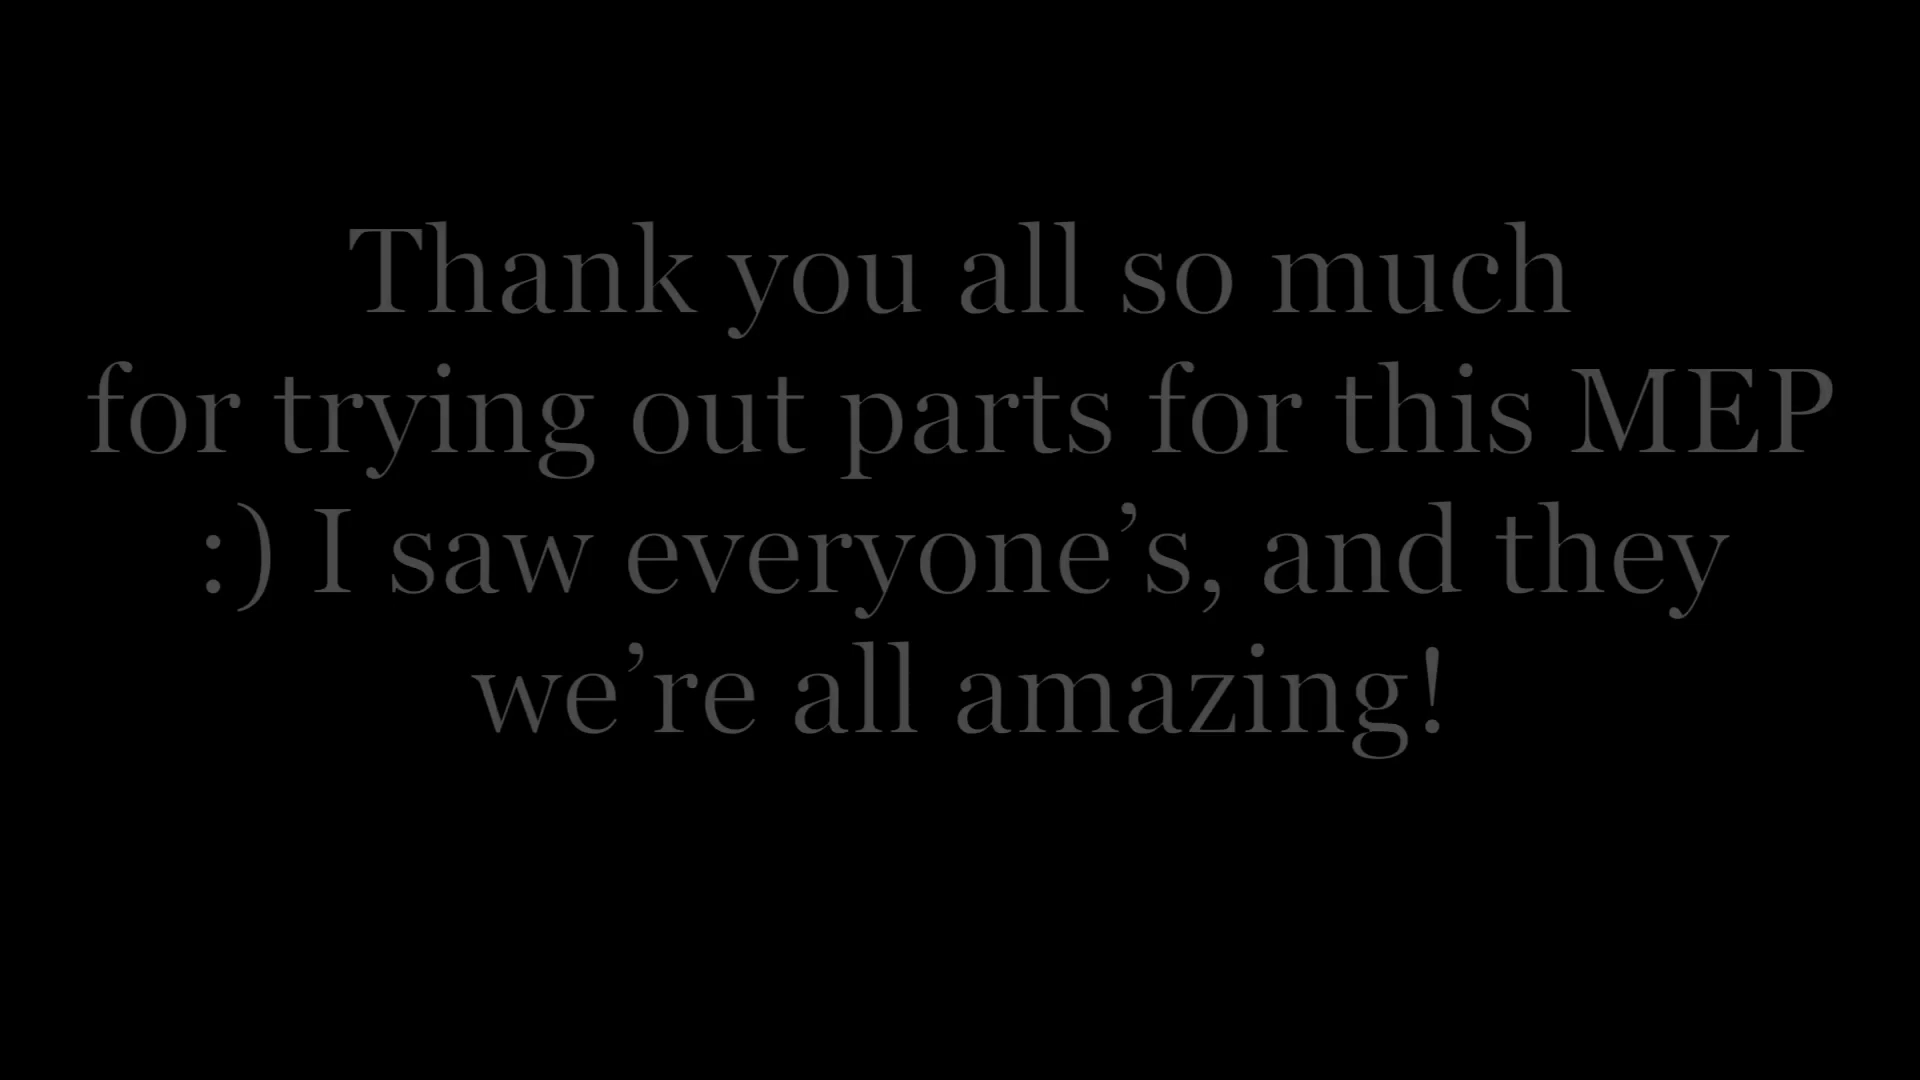 Thank you all so much
for trying out parts for this MEP
:) I saw everyone’s, and they
we’re all amazing!